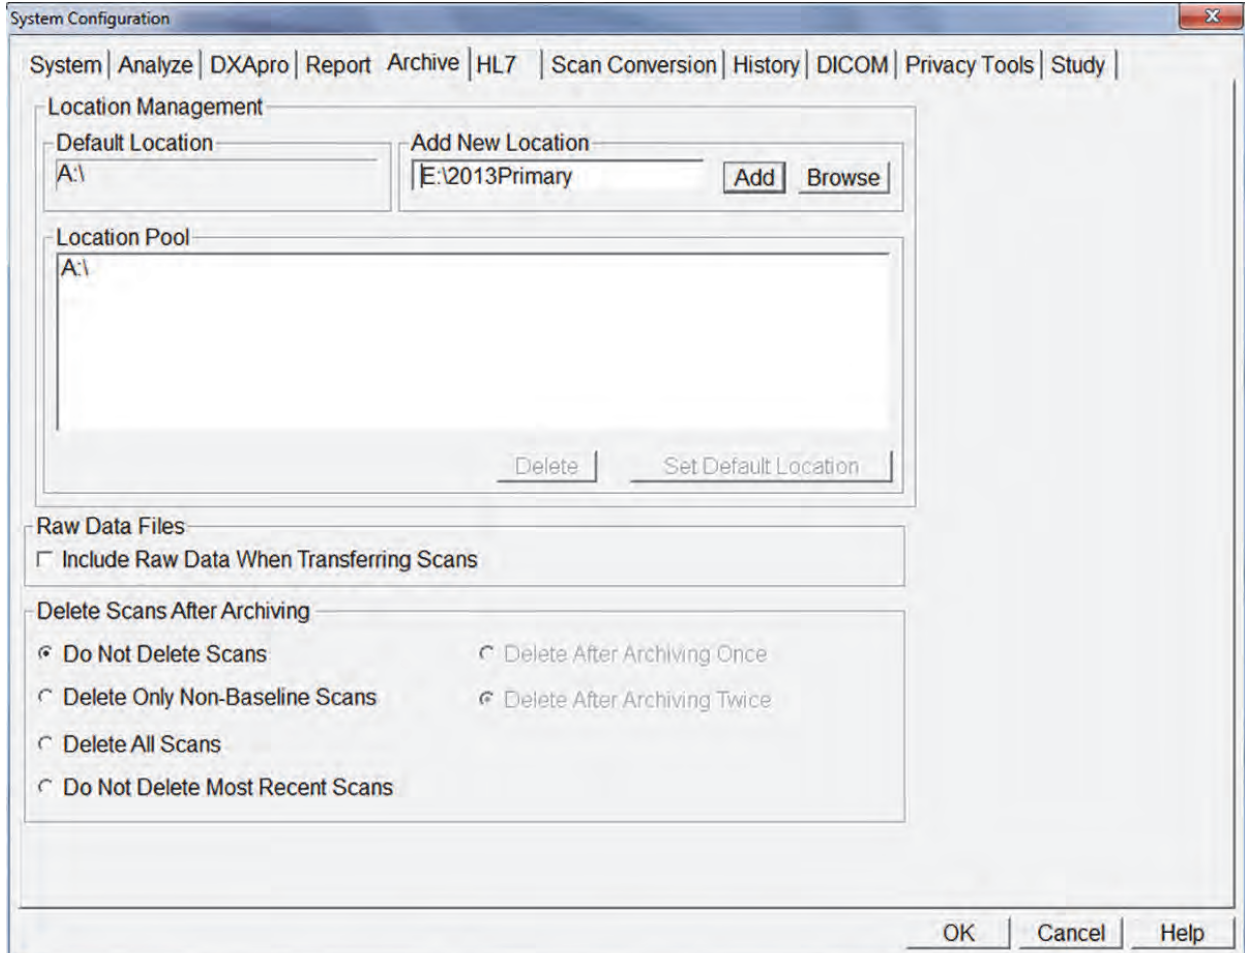 System Configuration
System Analyze DXApro Report Archive HL7 Scan Conversion History DICOM Privacy Tools Study
Location Management
Default Location
A:\
Add New Location
E:\2013Primary
Add
Browse
Location Pool
A:\
Delete
Set Default Location
Raw Data Files
Include Raw Data When Transferring Scans
Delete Scans After Archiving
Do Not Delete Scans
Delete After Archiving Once
Delete Only Non-Baseline Scans
Delete After Archiving Twice
Delete All Scans
Do Not Delete Most Recent Scans
OK
Cancel
Help